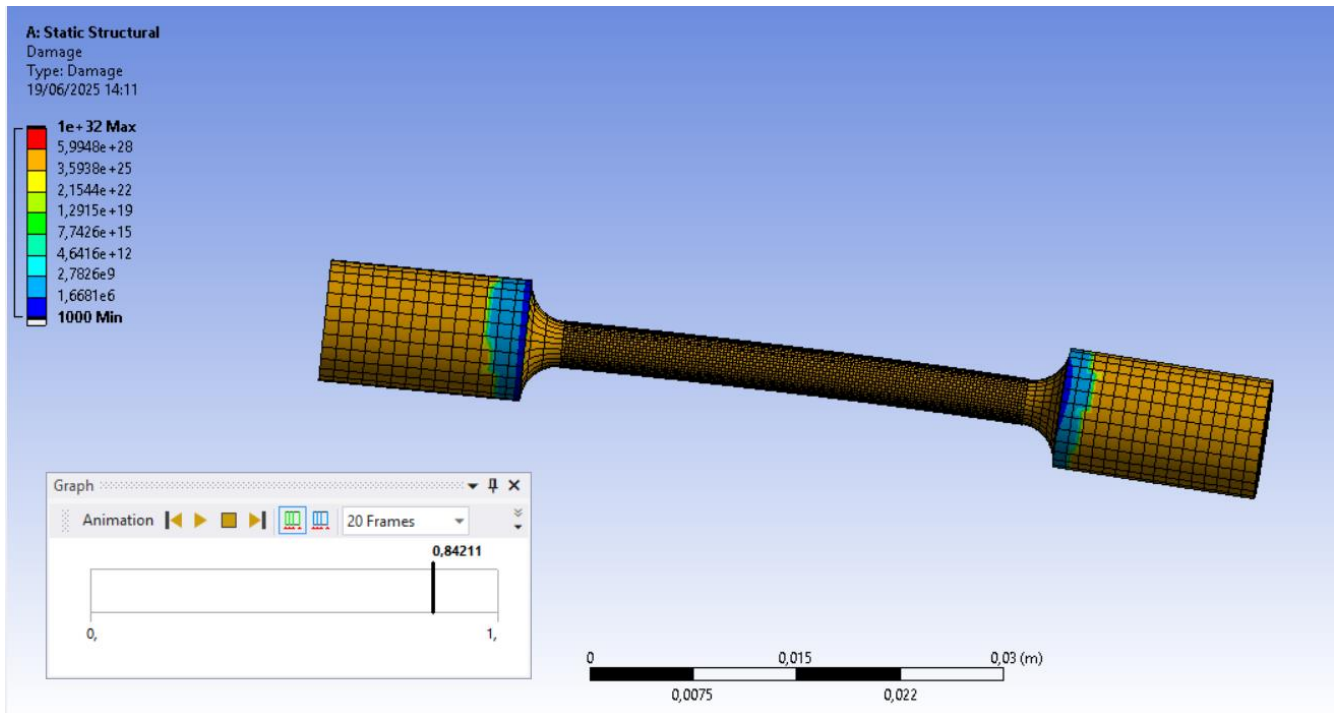 A: Static Structural
Damage
Type: Damage
19/06/2025 14:11
1e+32 Max
5,9948e+28
3,5938e+25
2,1544e+22
1,2915e+19
7,7426e+15
4,6416e+12
2,7826e9
1,6681e6
1000 Min
Graph
Animation 20 Frames
0,84211
0, 1,
0 0,015 0,03 (m)
0,0075 0,022